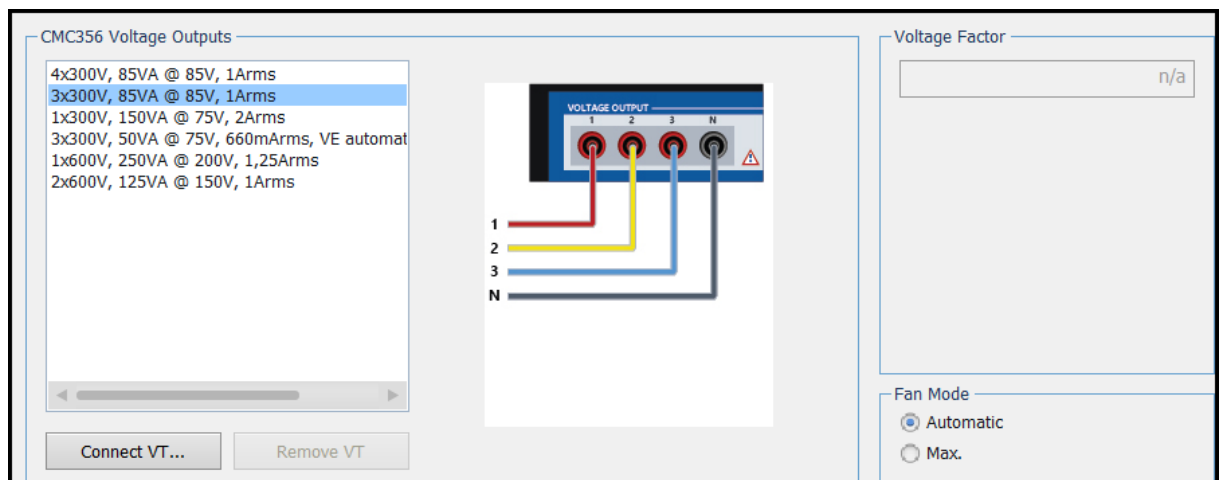 CMC356 Voltage Outputs
4x300V, 85VA @ 85V, 1Arms
3x300V, 85VA @ 85V, 1Arms
1x300V, 150VA @ 75V, 2Arms
3x300V, 50VA @ 75V, 660mArms, VE automat
1x600V, 250VA @ 200V, 1,25Arms
2x600V, 125VA @ 150V, 1Arms
Connect VT...
Remove VT
VOLTAGE OUTPUT
1 2 3 N
1
2
3
N
Voltage Factor
n/a
Fan Mode
Automatic
Max.